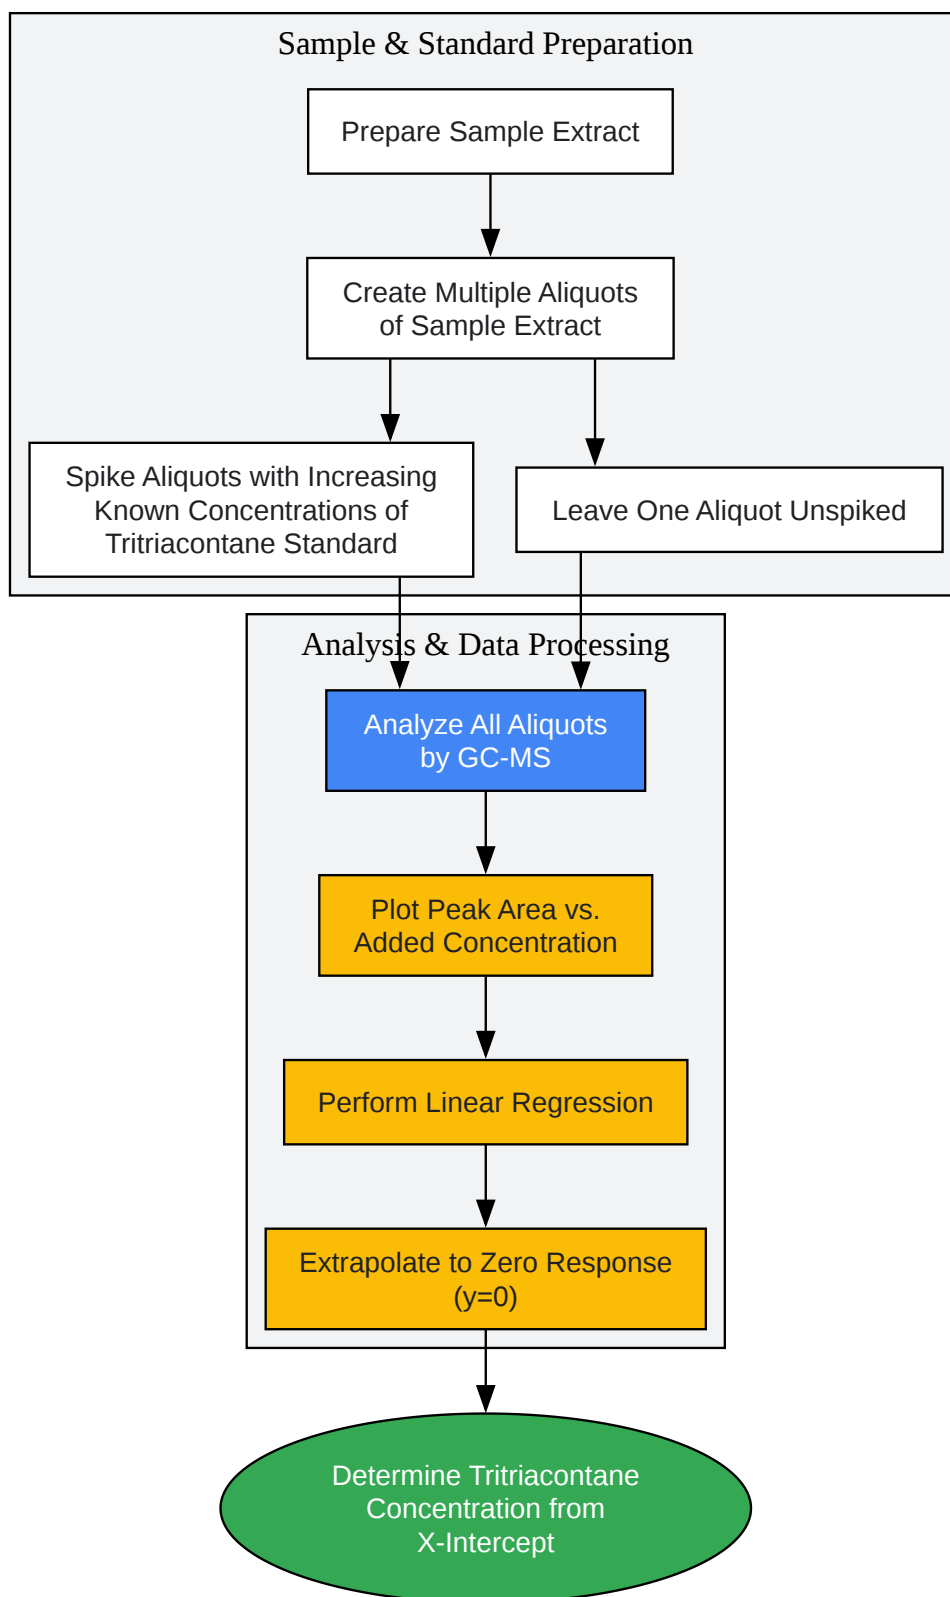 Sample & Standard Preparation
Prepare Sample Extract
Create Multiple Aliquots
of Sample Extract
Spike Aliquots with Increasing
Known Concentrations of
Tritriacontane Standard
Leave One Aliquot Unspiked
Analysis & Data Processing
Analyze All Aliquots
by GC-MS
Plot Peak Area vs.
Added Concentration
Perform Linear Regression
Extrapolate to Zero Response
(y=0)
Determine Tritriacontane
Concentration from
X-Intercept